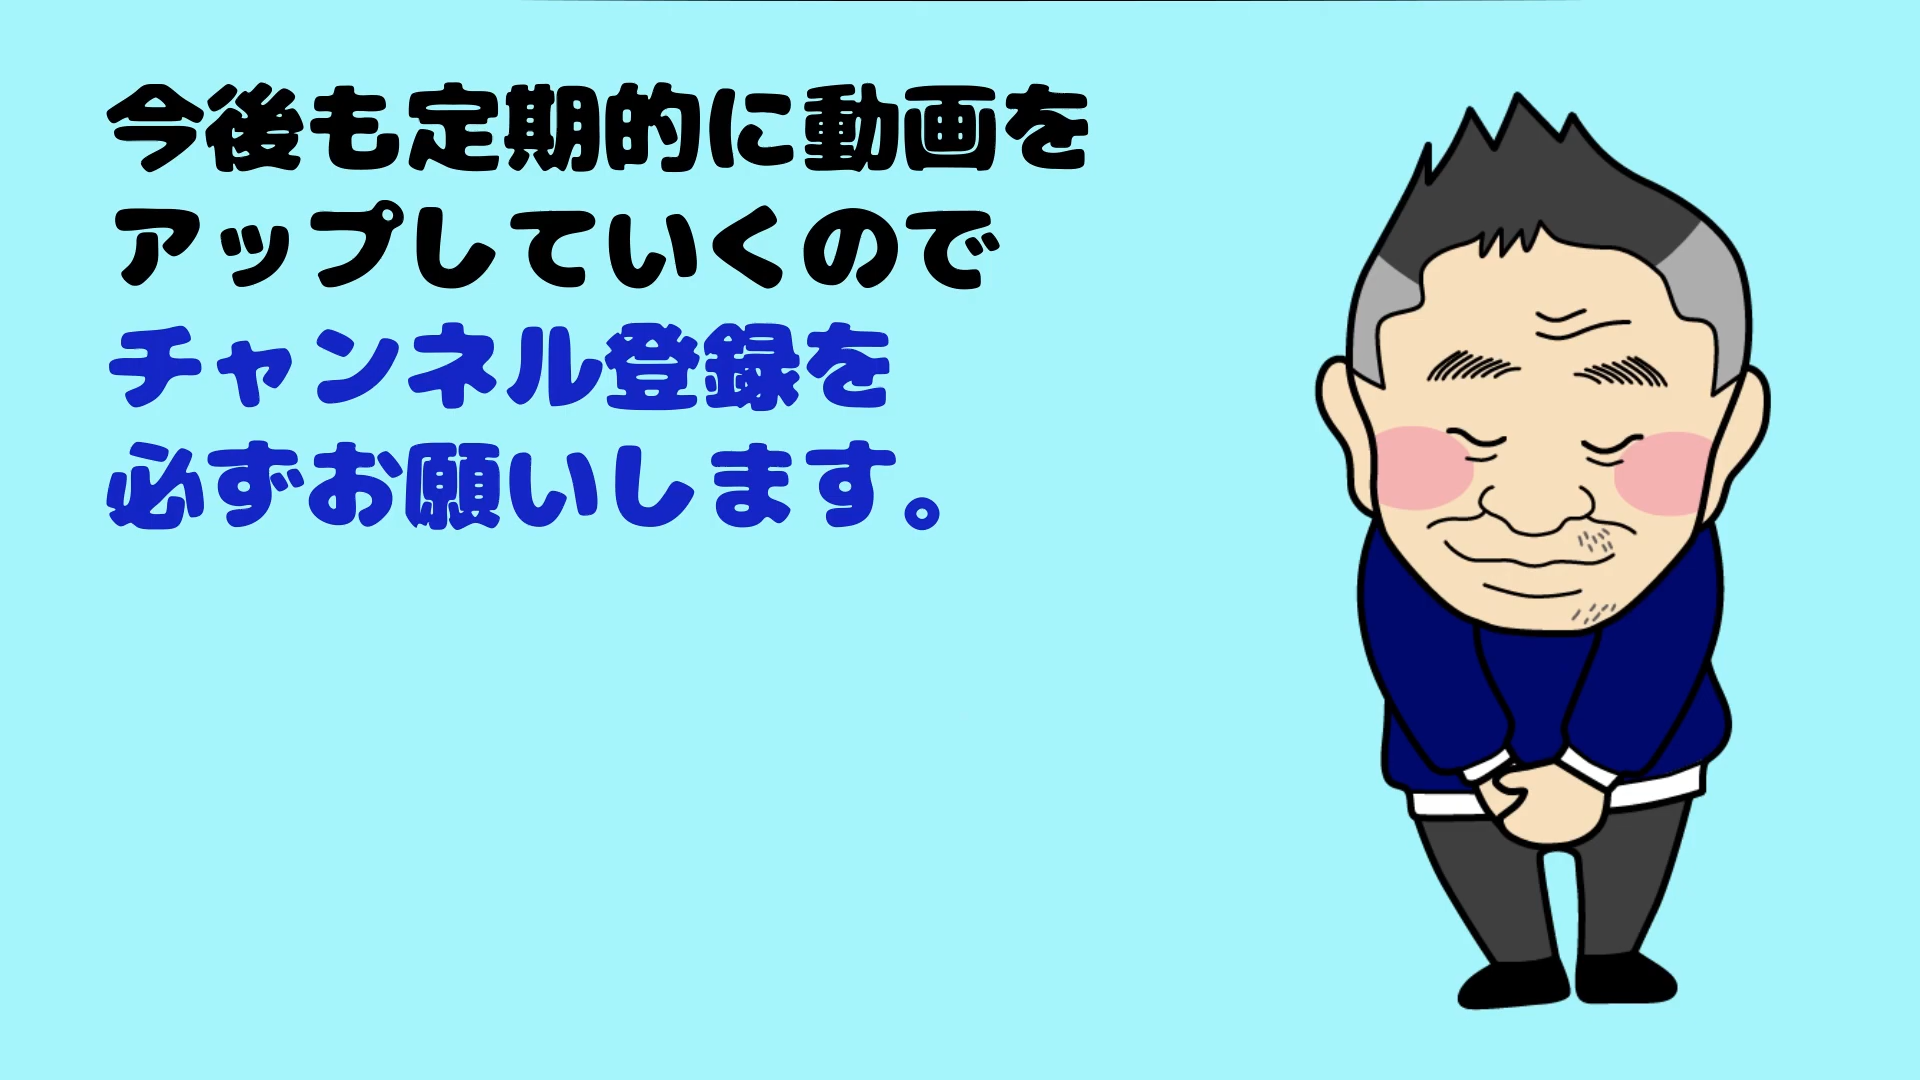 今後も定期的に動画を
アップしていくので
チャンネル登録を
必ずお願いします。